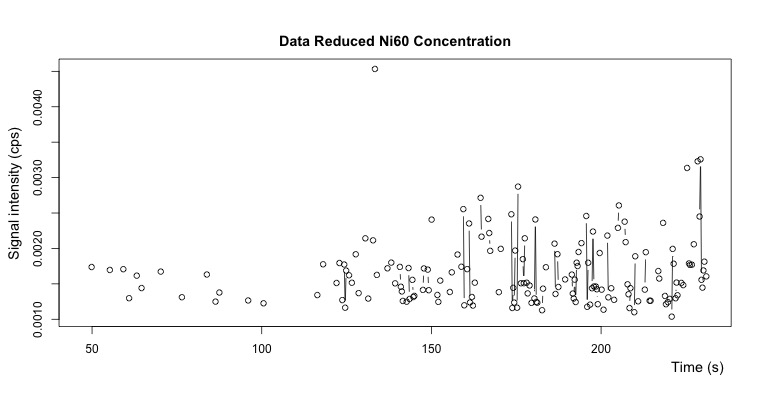 Data Reduced Ni60 Concentration
Signal intensity (cps)
0.0040
0.0030
0.0020
0.0010
50 100 150 200
Time (s)